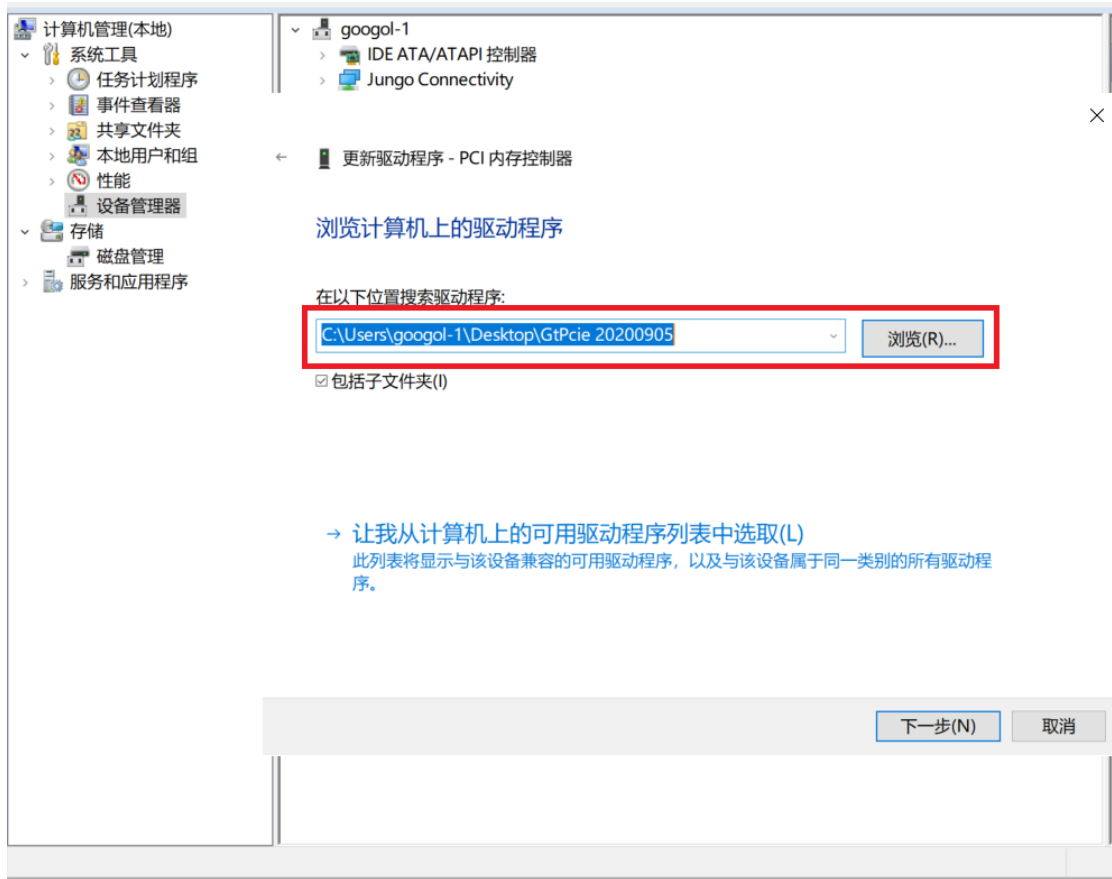 计算机管理(本地)
系统工具
任务计划程序
事件查看器
共享文件夹
本地用户和组
性能
设备管理器
存储
磁盘管理
服务和应用程序
googol-1
IDE ATA/ATAPI 控制器
Jungo Connectivity
更新驱动程序 - PCI 内存控制器
浏览计算机上的驱动程序
在以下位置搜索驱动程序:
C:\Users\googol-1\Desktop\GtPcie 20200905
浏览(R)...
包括子文件夹(I)
让我从计算机上的可用驱动程序列表中选取(L)
此列表将显示与该设备兼容的可用驱动程序，以及与该设备属于同一类别的所有驱动程
序。
下一步(N)
取消